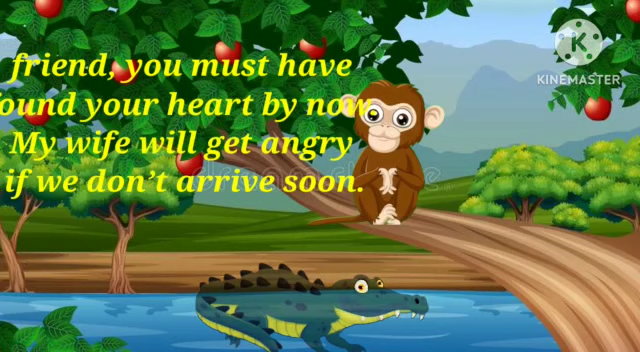 friend, you must have
found your heart by now
My wife will get angry
if we don’t arrive soon.
KINEMASTER